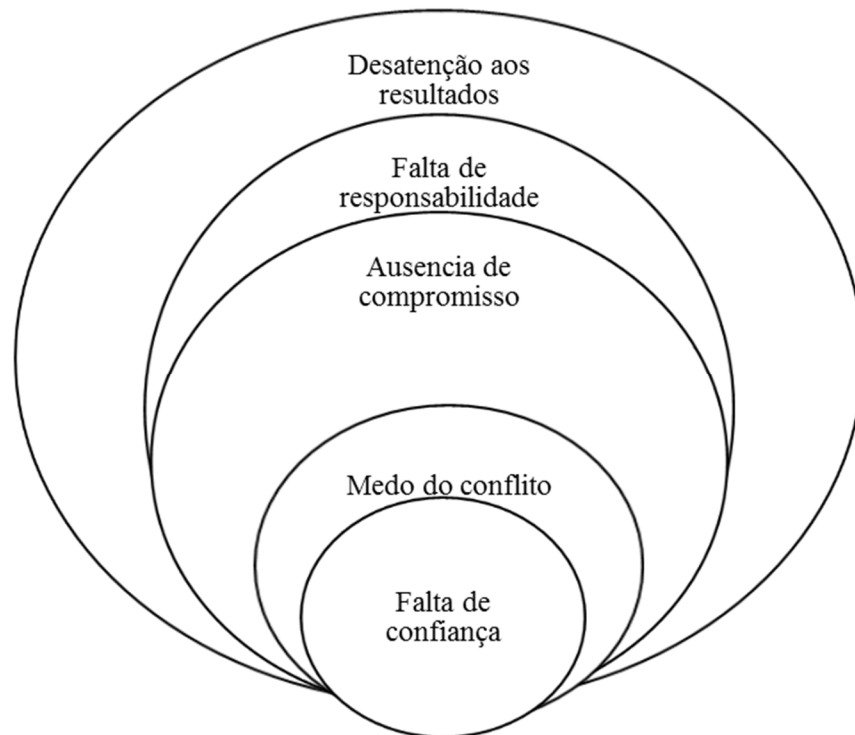 Desatenção aos
resultados
Falta de
responsabilidade
Ausencia de
compromisso
Medo do conflito
Falta de
confiança